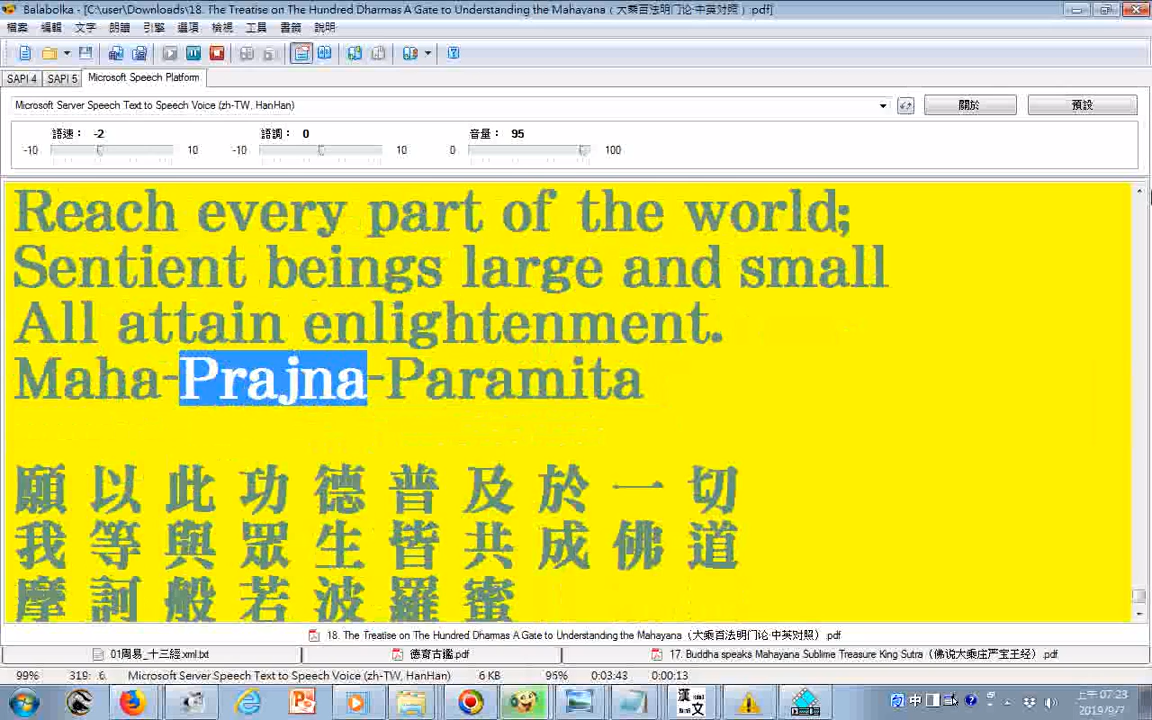 Balabolka - [C:\user\Downloads\18. The Treatise on The Hundred Dharmas A Gate to Understanding the Mahayana（大乘百法明门论·中英对照）.pdf]
檔案 編輯 文字 朗讀 引擎 選項 檢視 工具 書籤 說明
SAPI 4 SAPI 5 Microsoft Speech Platform
Microsoft Server Speech Text to Speech Voice (zh-TW, HanHan) 關於 預設
語速： -2 語調： 0 音量： 95
-10 10 -10 10 0 100
Reach every part of the world;
Sentient beings large and small
All attain enlightenment.
Maha-Prajna-Paramita
願 以 此 功 德 普 及 於 一 切
我 等 與 眾 生 皆 共 成 佛 道
摩 訶 般 若 波 羅 蜜
18. The Treatise on The Hundred Dharmas A Gate to Understanding the Mahayana（大乘百法明门论·中英对照）.pdf
01周易_十三經.xml.txt 德育古鑑.pdf 17. Buddha speaks Mahayana Sublime Treasure King Sutra（佛说大乘庄严宝王经）.pdf
99% 319: 6. Microsoft Server Speech Text to Speech Voice (zh-TW, HanHan) 6 KB 96% 0:03:43 0:00:13
漢文 中 上午 07:23
2019/9/7